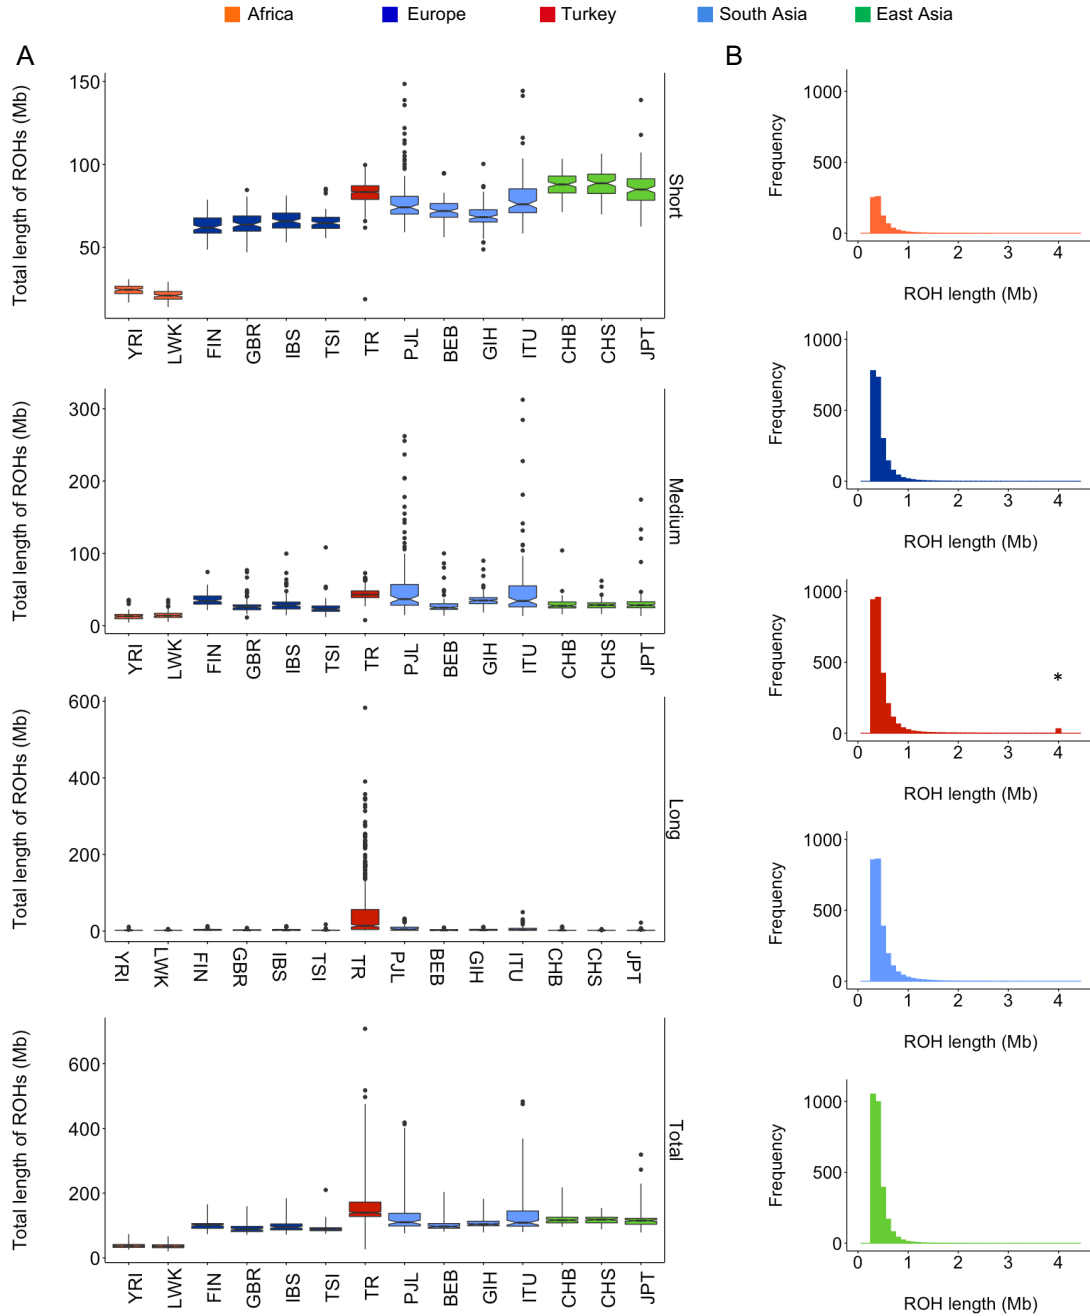 Africa Europe Turkey South Asia East Asia
A
Total length of ROHs (Mb)
150
100
50
Short
YRI LWK FIN GBR IBS TSI TR PJL BEB GIH ITU CHB CHS JPT
Total length of ROHs (Mb)
300
200
100
0
Medium
YRI LWK FIN GBR IBS TSI TR PJL BEB GIH ITU CHB CHS JPT
Total length of ROHs (Mb)
600
400
200
0
Long
YRI LWK FIN GBR IBS TSI TR PJL BEB GIH ITU CHB CHS JPT
Total length of ROHs (Mb)
600
400
200
0
Total
YRI LWK FIN GBR IBS TSI TR PJL BEB GIH ITU CHB CHS JPT
B
Frequency
1000
500
0
0 1 2 3 4
ROH length (Mb)
Frequency
1000
500
0
0 1 2 3 4
ROH length (Mb)
Frequency
1000
500
0
*
0 1 2 3 4
ROH length (Mb)
Frequency
1000
500
0
0 1 2 3 4
ROH length (Mb)
Frequency
1000
500
0
0 1 2 3 4
ROH length (Mb)